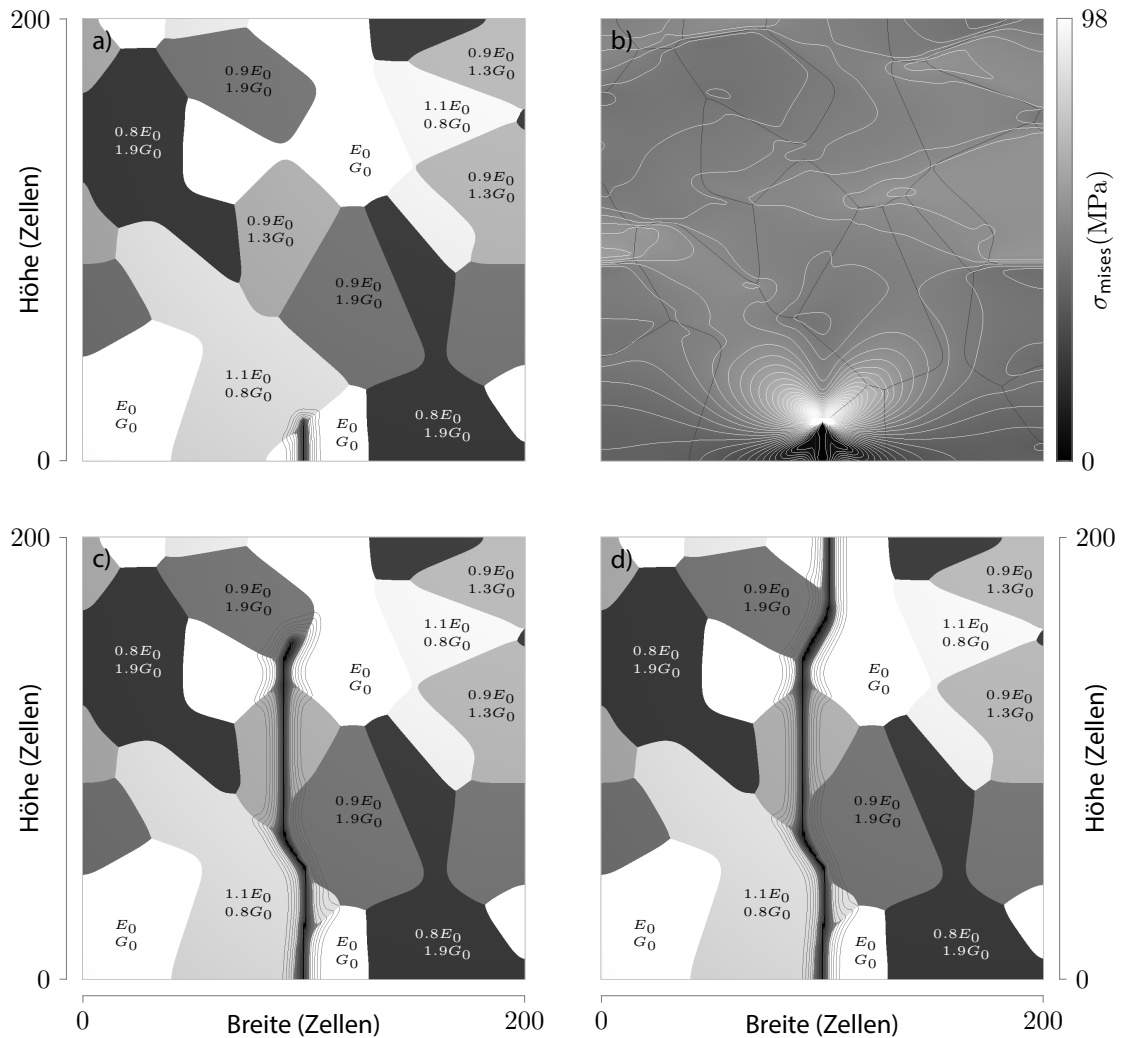 200
a)
0.9E₀
1.9G₀
0.9E₀
1.3G₀
0.8E₀
1.9G₀
1.1E₀
0.8G₀
E₀
G₀
0.9E₀
1.3G₀
0.9E₀
1.3G₀
0.9E₀
1.9G₀
1.1E₀
0.8G₀
E₀
G₀
E₀
G₀
0.8E₀
1.9G₀
Höhe (Zellen)
0
b)
98
σmises(MPa)
0
200
c)
0.9E₀
1.9G₀
0.9E₀
1.3G₀
0.8E₀
1.9G₀
1.1E₀
0.8G₀
E₀
G₀
0.9E₀
1.3G₀
0.9E₀
1.9G₀
1.1E₀
0.8G₀
E₀
G₀
E₀
G₀
0.8E₀
1.9G₀
Höhe (Zellen)
0
0
Breite (Zellen)
200
d)
200
0.9E₀
1.9G₀
0.9E₀
1.3G₀
0.8E₀
1.9G₀
1.1E₀
0.8G₀
E₀
G₀
0.9E₀
1.3G₀
0.9E₀
1.9G₀
1.1E₀
0.8G₀
E₀
G₀
E₀
G₀
0.8E₀
1.9G₀
Höhe (Zellen)
0
0
Breite (Zellen)
200